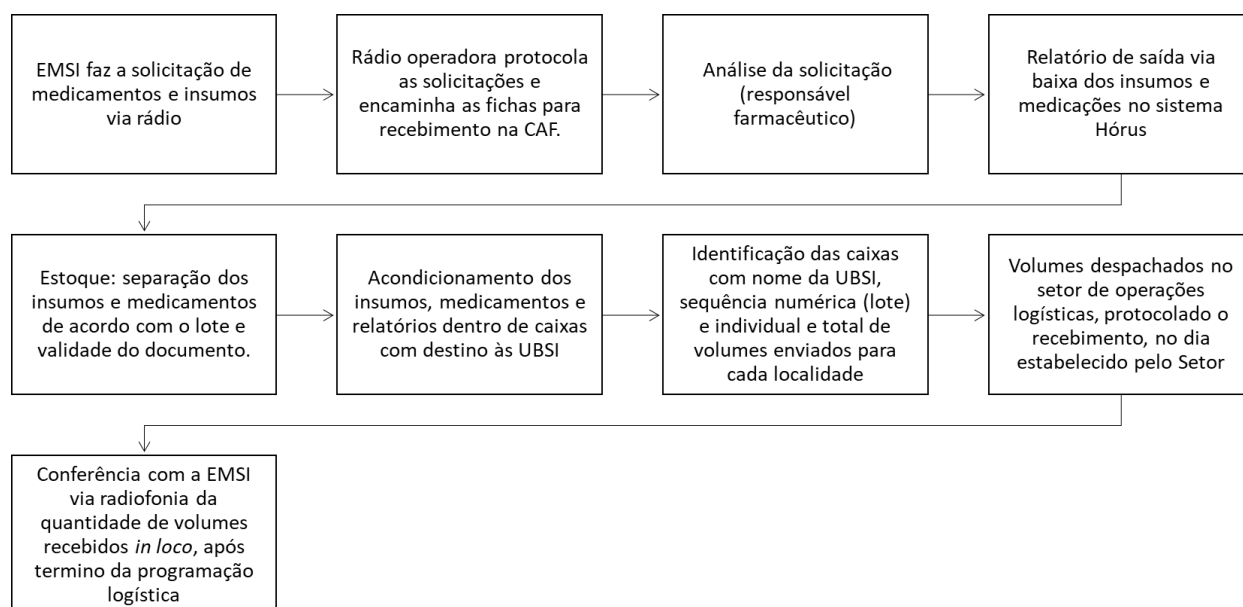 EMSI faz a solicitação de
medicamentos e insumos
via rádio
Rádio operadora protocola
as solicitações e
encaminha as fichas para
recebimento na CAF.
Análise da solicitação
(responsável
farmacêutico)
Relatório de saída via
baixa dos insumos e
medicações no sistema
Hórus
Estoque: separação dos
insumos e medicamentos
de acordo com o lote e
validade do documento.
Acondicionamento dos
insumos, medicamentos e
relatórios dentro de caixas
com destino às UBSI
Identificação das caixas
com nome da UBSI,
sequência numérica (lote)
e individual e total de
volumes enviados para
cada localidade
Volumes despachados no
setor de operações
logísticas, protocolado o
recebimento, no dia
estabelecido pelo Setor
Conferência com a EMSI
via radiofonia da
quantidade de volumes
recebidos in loco, após
termino da programação
logística